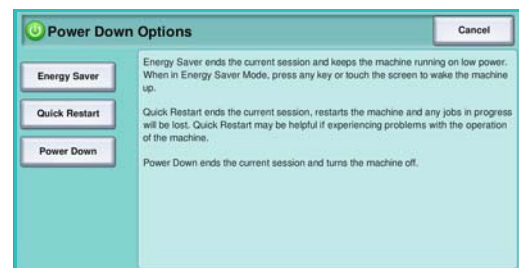 Power Down Options
Cancel
Energy Saver
Quick Restart
Power Down
Energy Saver ends the current session and keeps the machine running on low power.
When in Energy Saver Mode, press any key or touch the screen to wake the machine
up.
Quick Restart ends the current session, restarts the machine and any jobs in progress
will be lost. Quick Restart may be helpful if experiencing problems with the operation
of the machine.
Power Down ends the current session and turns the machine off.